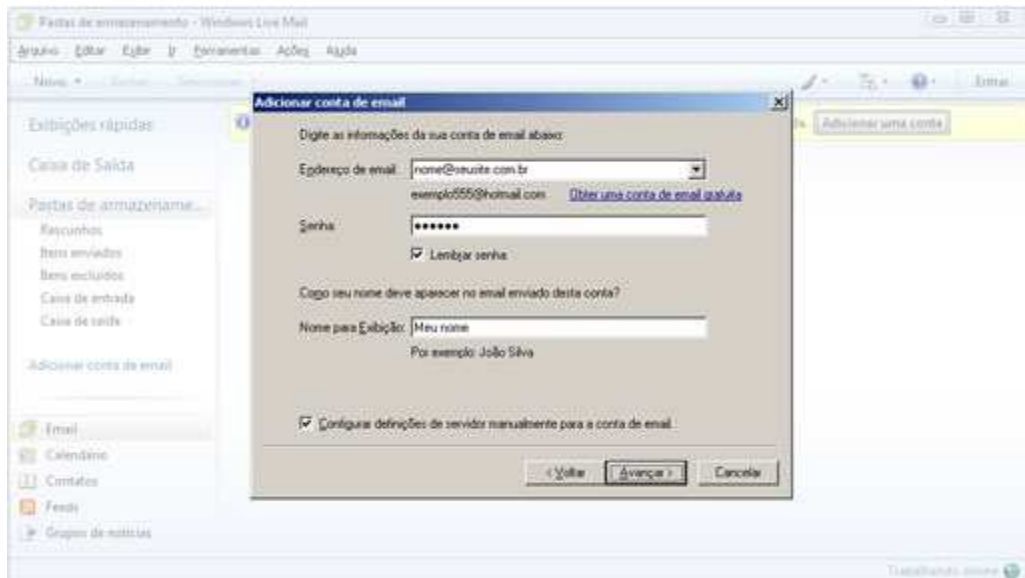 Pastas de armazenamento - Windows Live Mail
Arquivo Editar Exibir Ir Ferramentas Ações Ajuda
Novo Entrar
Adicionar uma conta
Exibições rápidas
Caixa de Saída
Pastas de armazename...
Rascunhos
Itens enviados
Itens excluídos
Caixa de entrada
Caixa de saída
Adicionar conta de email
Email
Calendário
Contatos
Feeds
Grupos de notícias
Adicionar conta de email
Digite as informações da sua conta de email abaixo:
Endereço de email: nome@seusite.com.br
exemplo555@hotmail.com Obter uma conta de email gratuita
Senha: ••••••
Lembrar senha
Como seu nome deve aparecer no email enviado desta conta?
Nome para Exibição: Meu nome
Por exemplo: João Silva
Configurar definições de servidor manualmente para a conta de email.
< Voltar Avançar > Cancelar
Trabalhando online